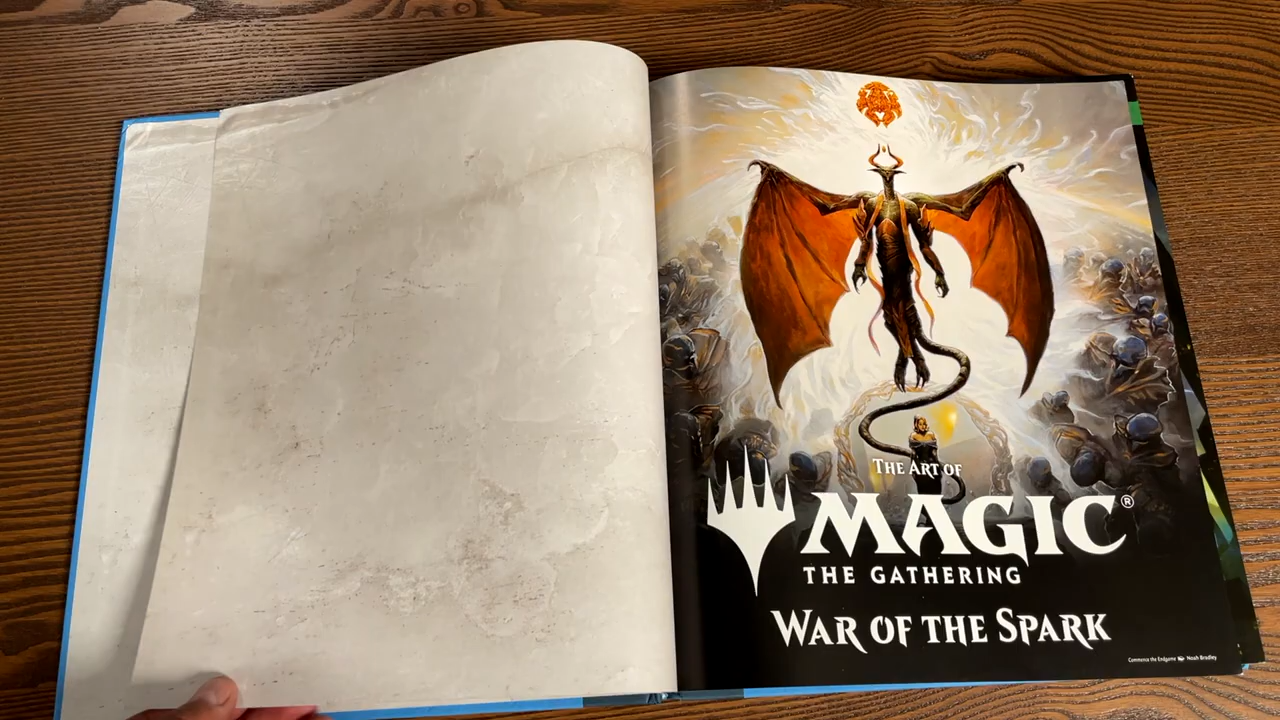 The Art of
MAGIC®
THE GATHERING
War of the Spark
Commence the Endgame Noah Bradley